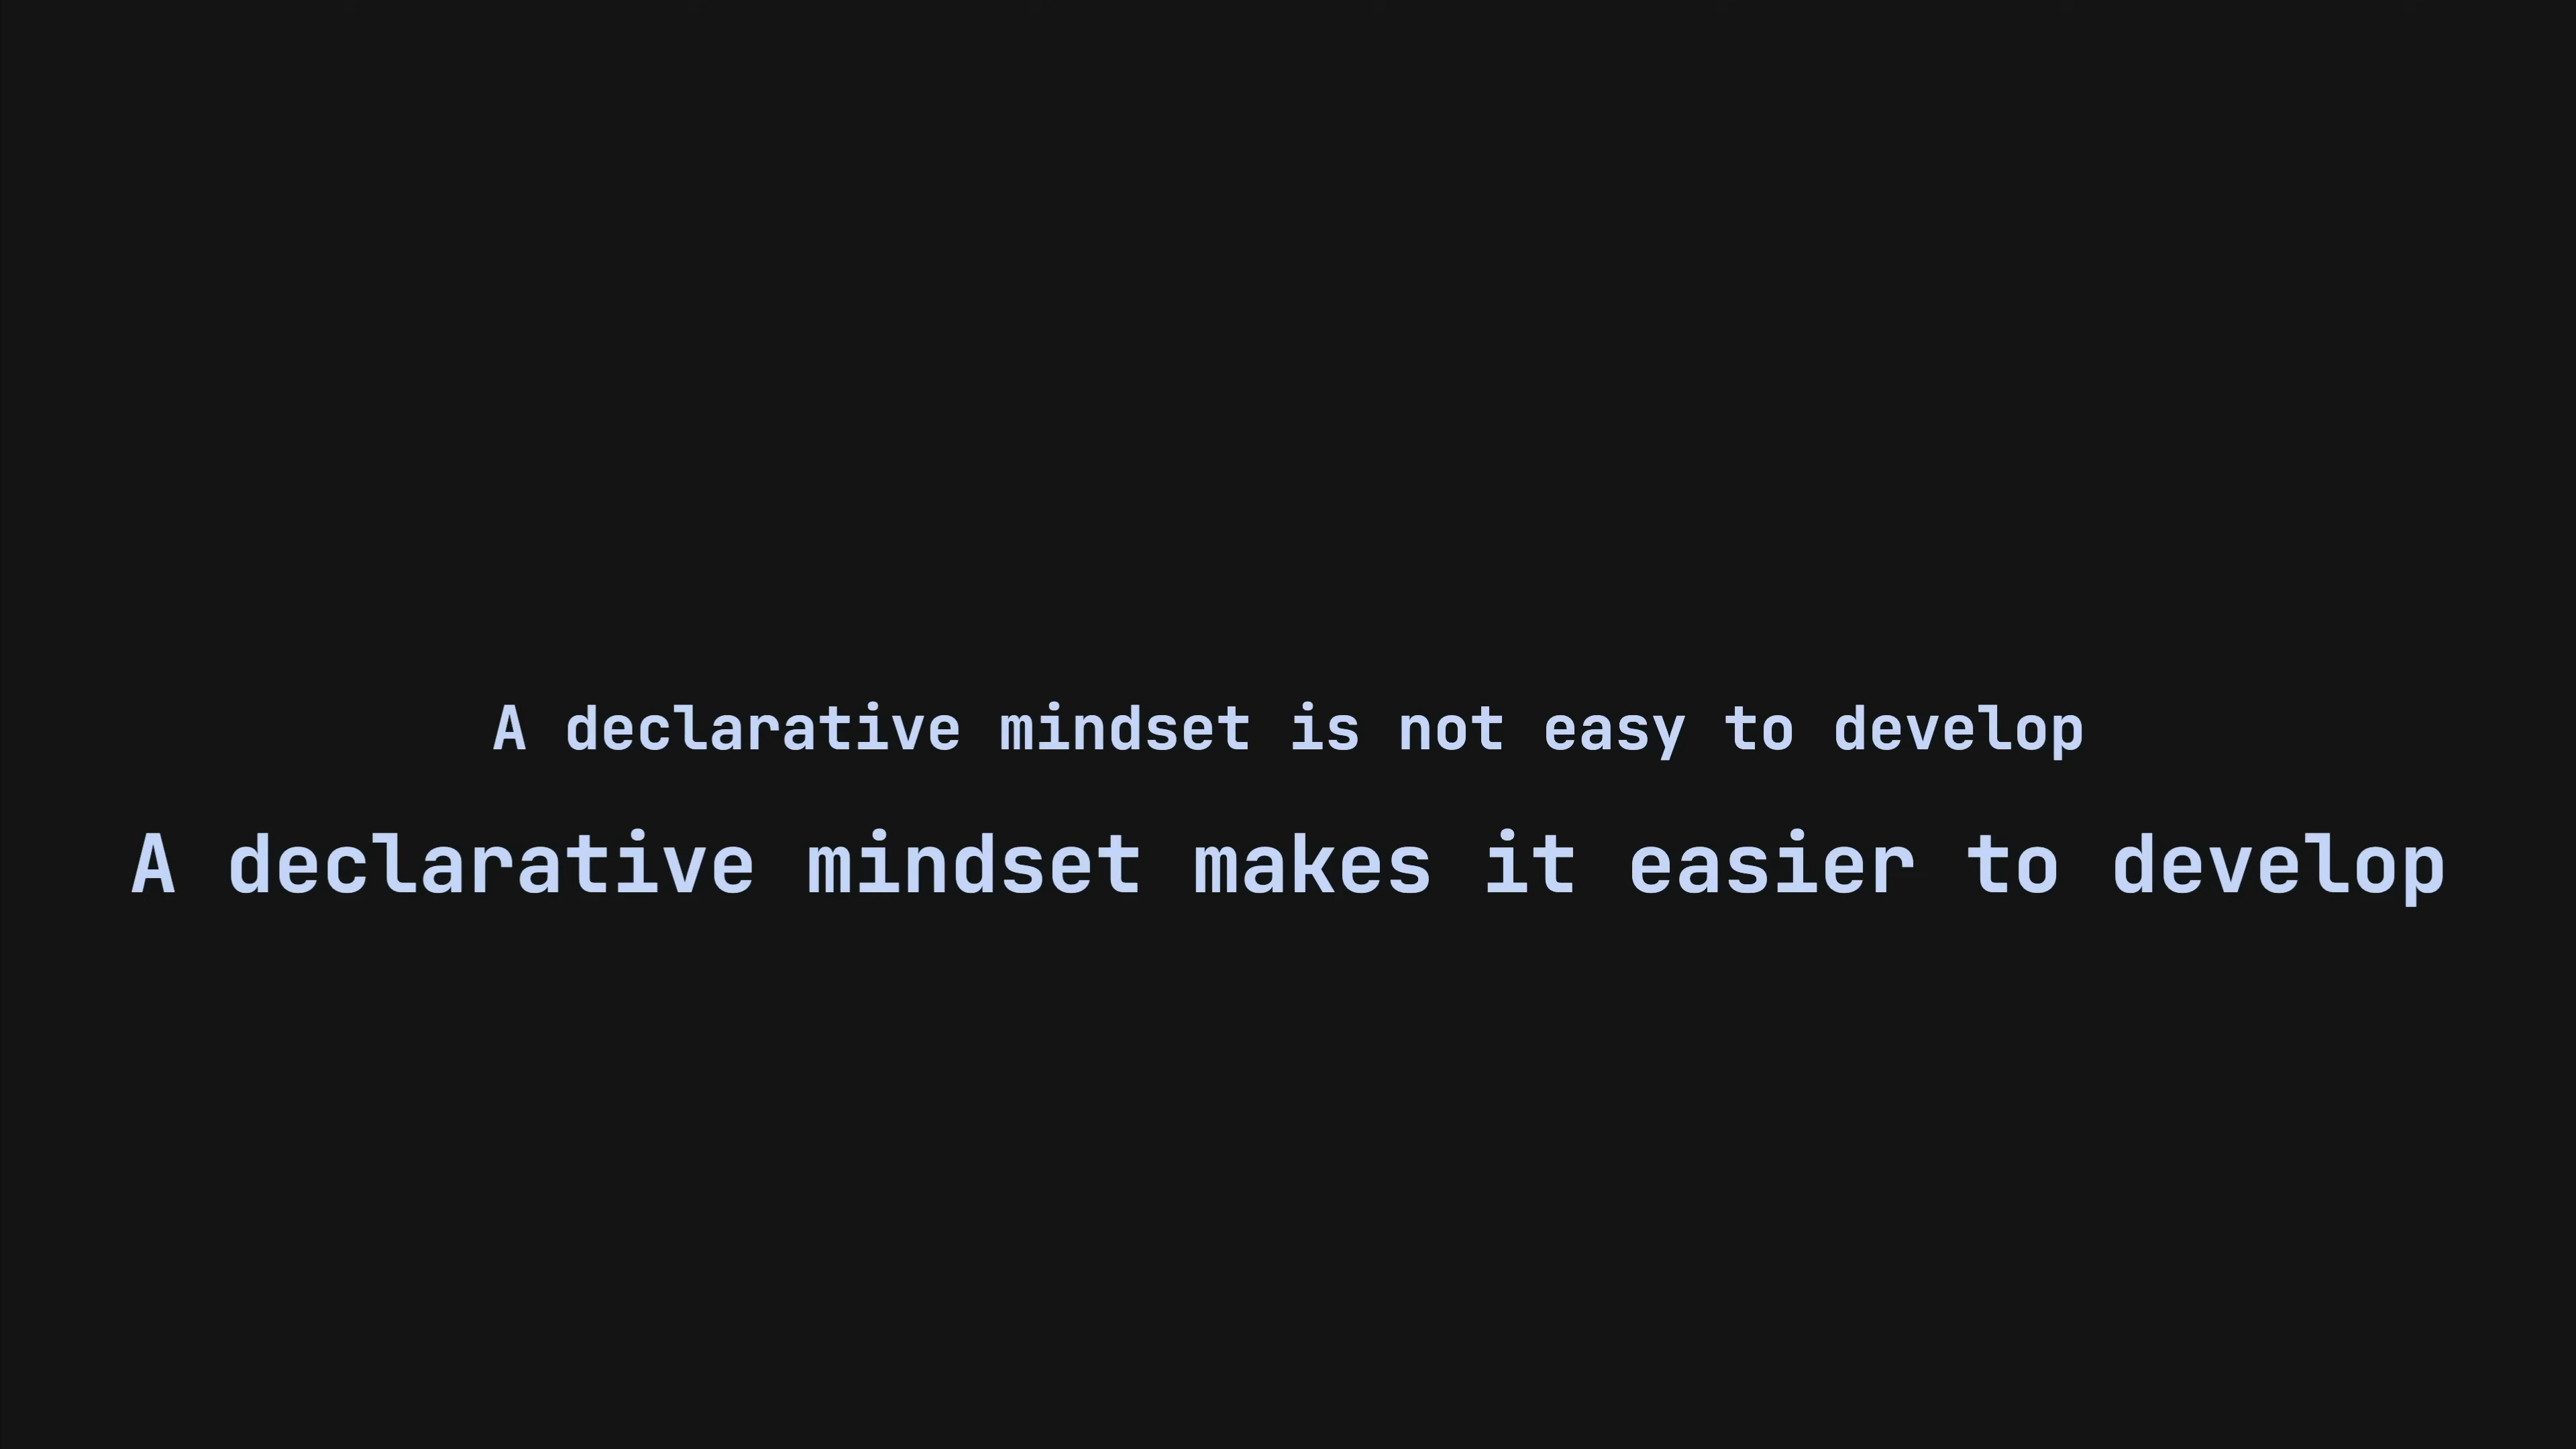 A declarative mindset is not easy to develop
A declarative mindset makes it easier to develop